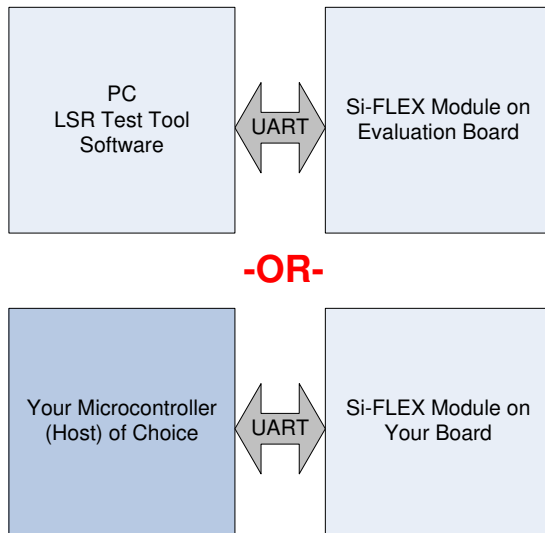 PC
LSR Test Tool
Software
UART
Si-FLEX Module on
Evaluation Board
-OR-
Your Microcontroller
(Host) of Choice
UART
Si-FLEX Module on
Your Board